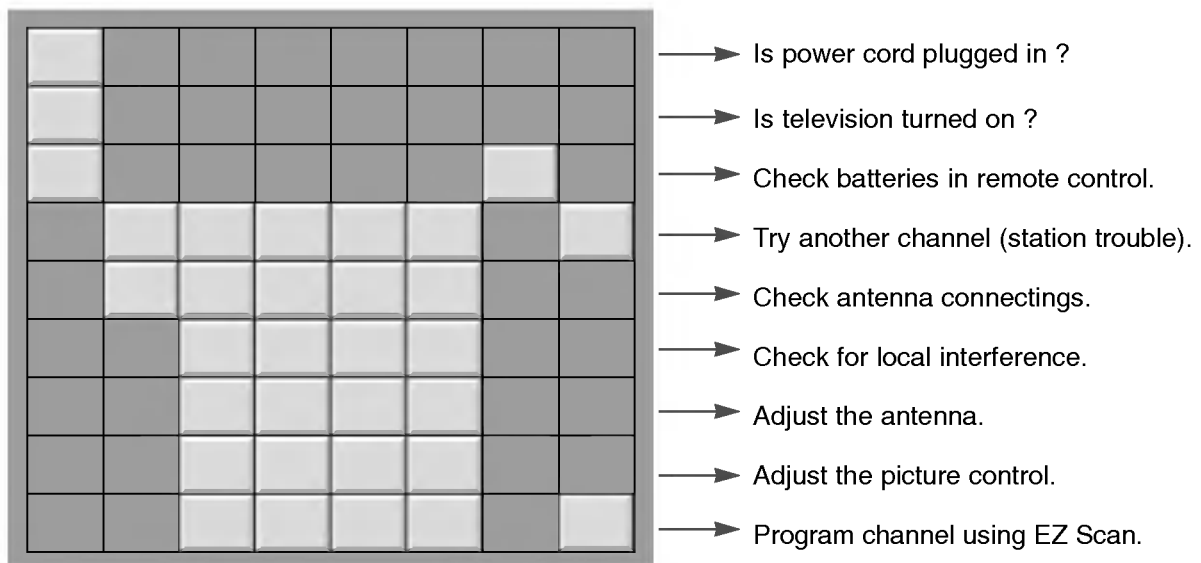 Is power cord plugged in ?
Is television turned on ?
Check batteries in remote control.
Try another channel (station trouble).
Check antenna connectings.
Check for local interference.
Adjust the antenna.
Adjust the picture control.
Program channel using EZ Scan.